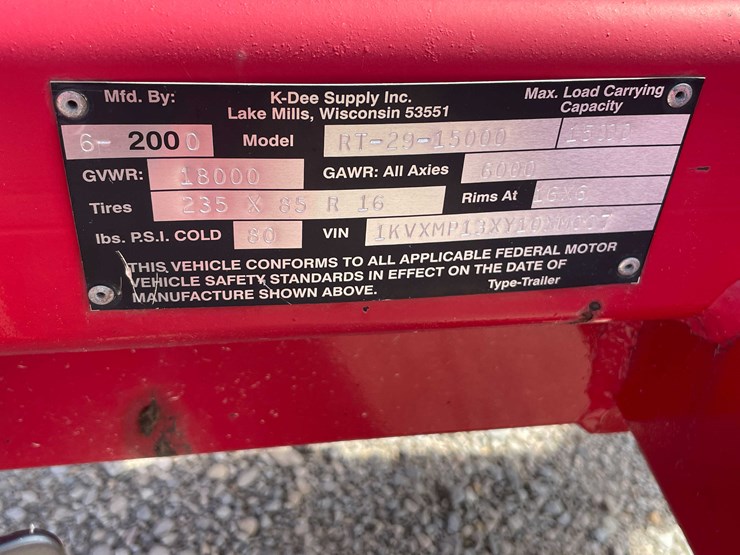 Mfd. By: K-Dee Supply Inc. Max. Load Carrying
Lake Mills, Wisconsin 53551 Capacity
6- 2000 Model RT-29-15000
GVWR: 18000 GAWR: All Axies 6000
Tires 235 X 85 R 16 Rims At 16X6
lbs. P.S.I. COLD 80 VIN
THIS VEHICLE CONFORMS TO ALL APPLICABLE FEDERAL MOTOR
VEHICLE SAFETY STANDARDS IN EFFECT ON THE DATE OF
MANUFACTURE SHOWN ABOVE. Type-Trailer